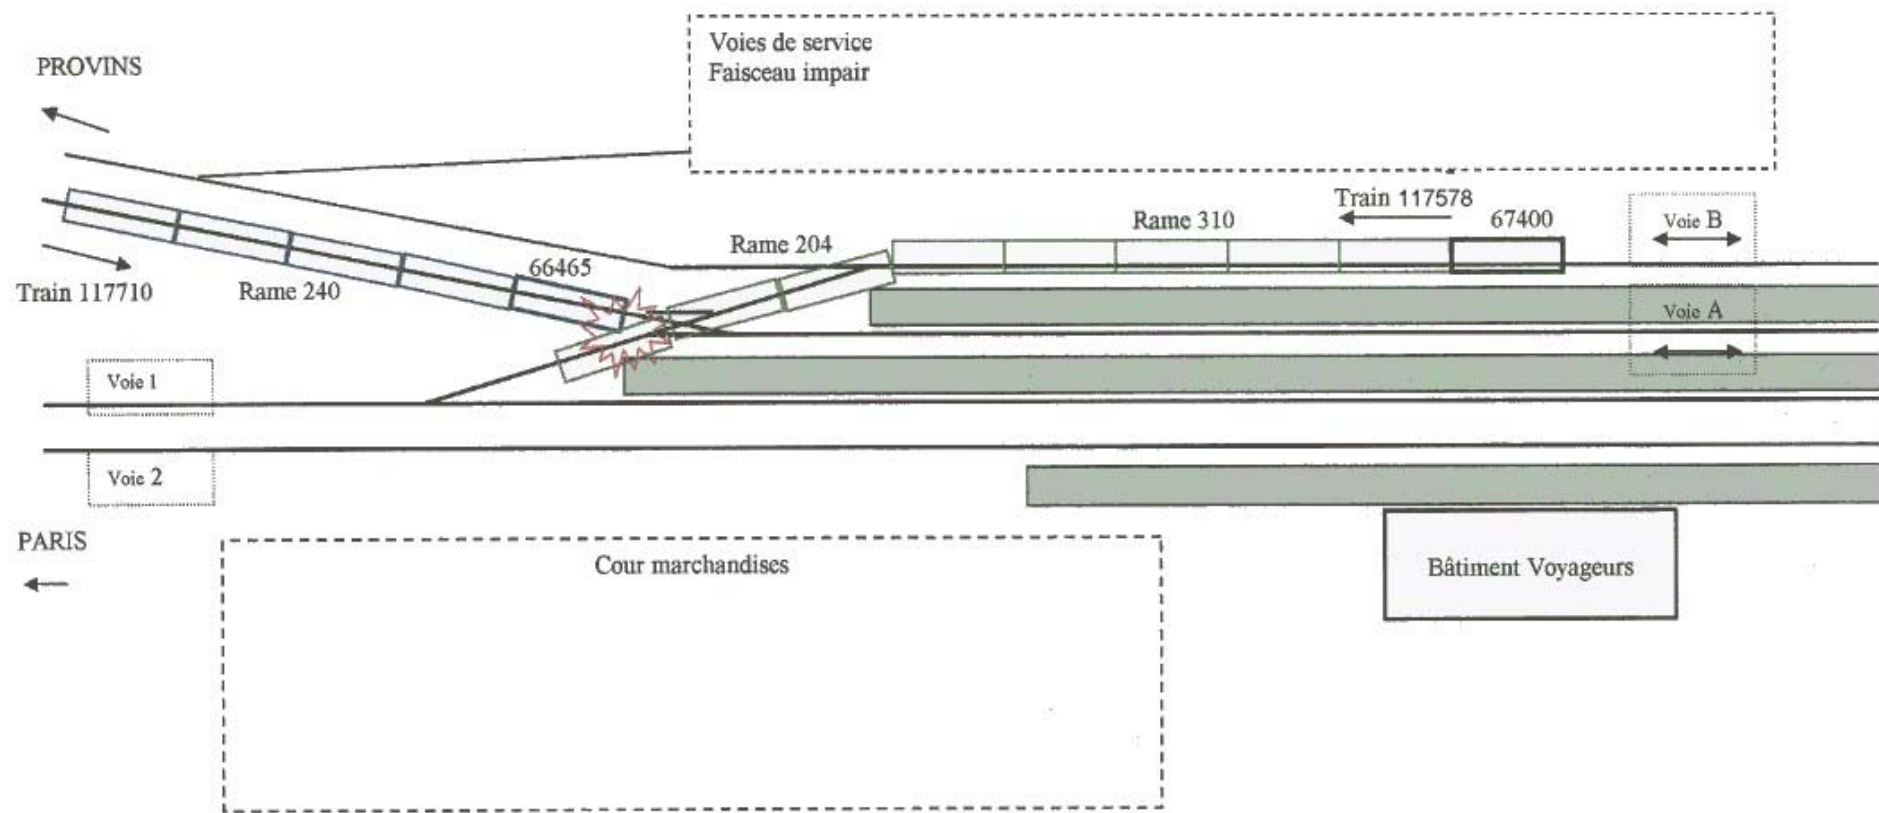 Voies de service
Faisceau impair
PROVINS
Train 117578
Rame 310
67400
Voie B
Rame 204
66465
Train 117710
Rame 240
Voie A
Voie 1
Voie 2
PARIS
Cour marchandises
Bâtiment Voyageurs